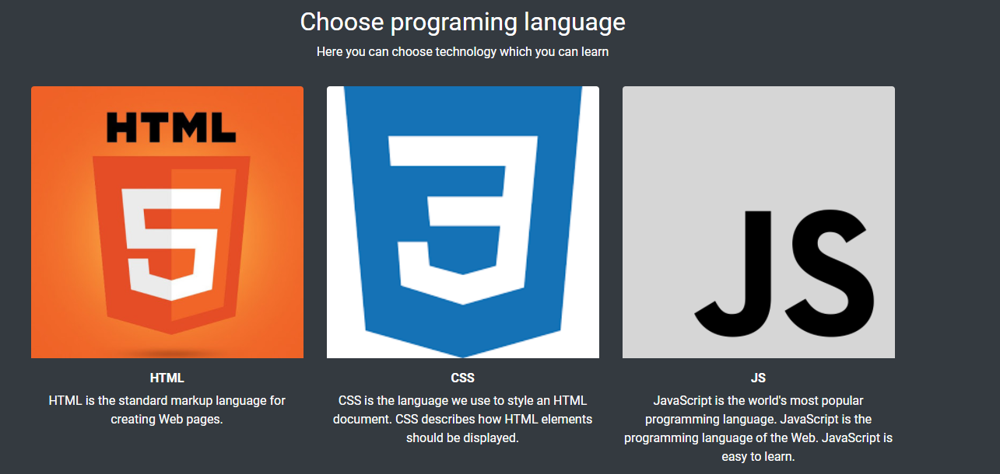 Choose programing language
Here you can choose technology which you can learn
HTML
5
3
JS
HTML
HTML is the standard markup language for
creating Web pages.
CSS
CSS is the language we use to style an HTML
document. CSS describes how HTML elements
should be displayed.
JS
JavaScript is the world's most popular
programming language. JavaScript is the
programming language of the Web. JavaScript is
easy to learn.